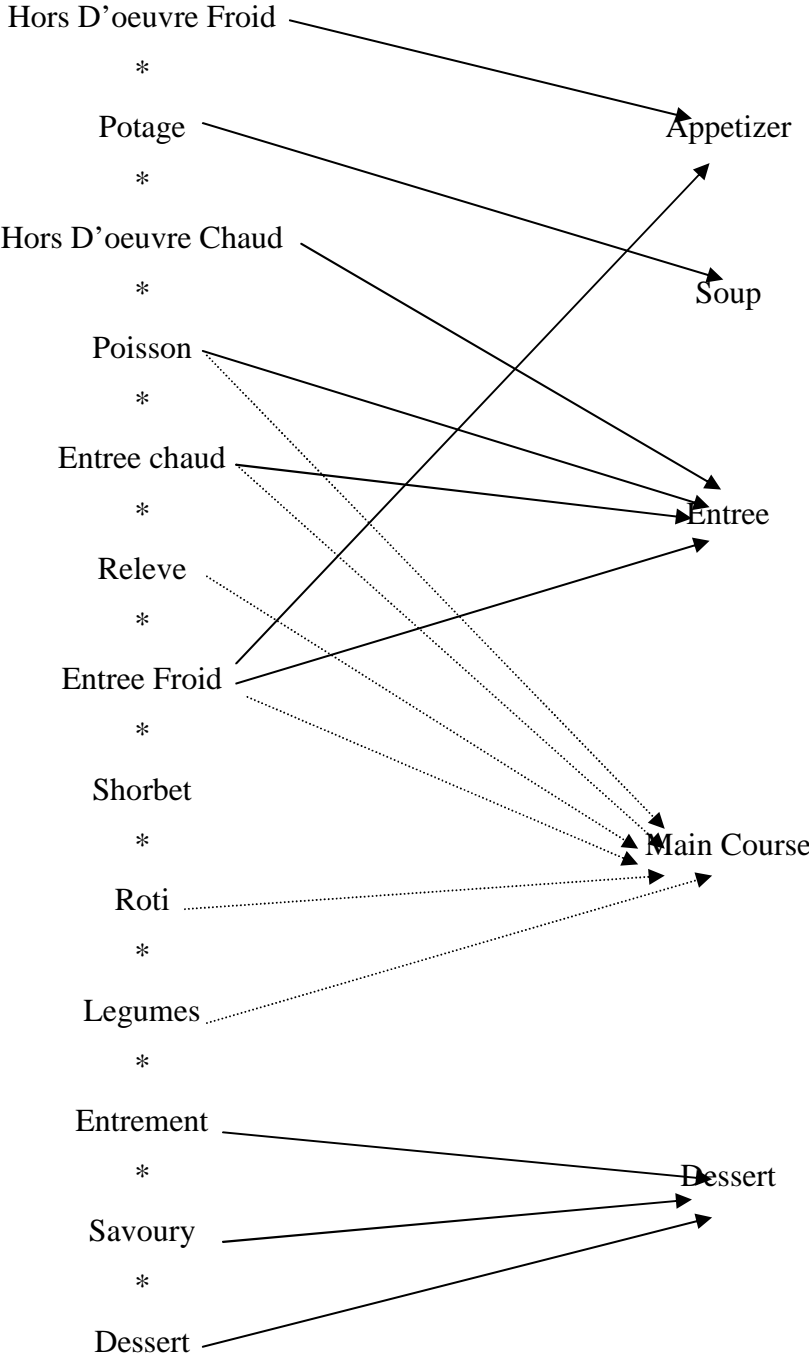 Hors D’oeuvre Froid
*
Potage
Appetizer
*
Hors D’oeuvre Chaud
*
Soup
Poisson
*
Entree chaud
*
Entree
Releve
*
Entree Froid
*
Shorbet
*
Main Course
Roti
*
Legumes
*
Entrement
*
Dessert
Savoury
*
Dessert